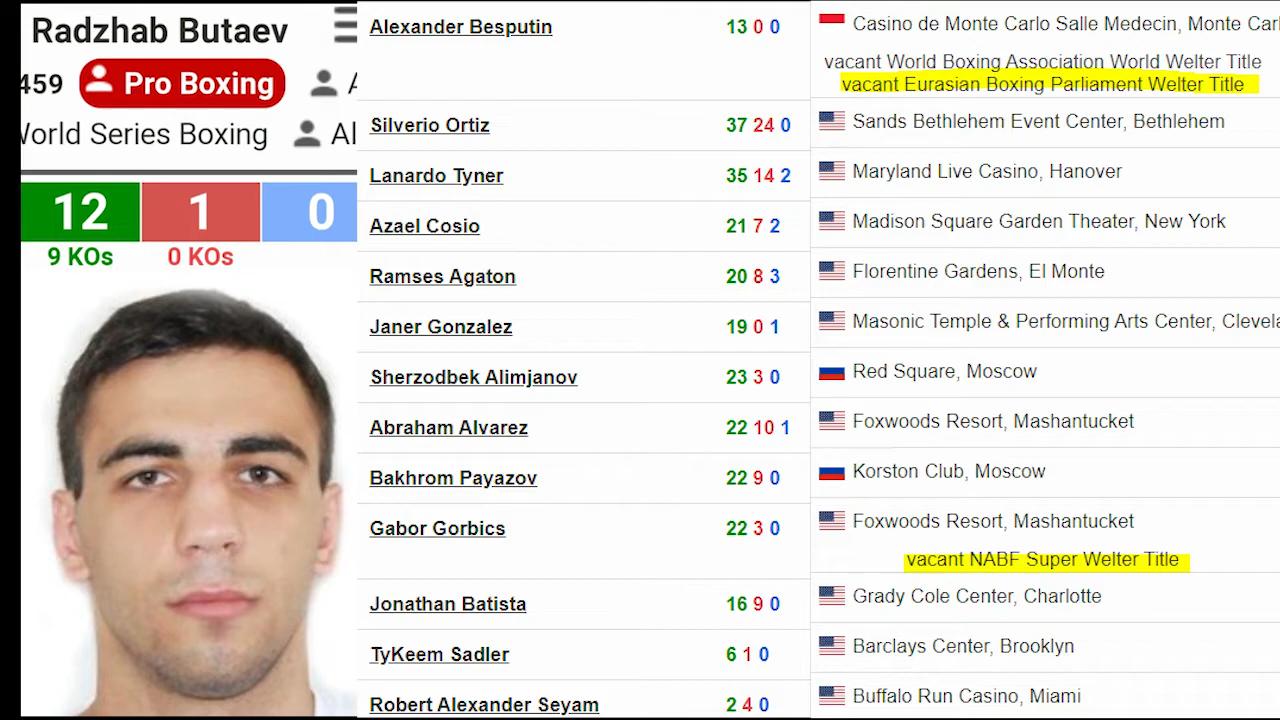 Radzhab Butaev
459 Pro Boxing A
World Series Boxing Al
12 1 0
9 KOs 0 KOs
Alexander Besputin 13 0 0
Silverio Ortiz 37 24 0
Lanardo Tyner 35 14 2
Azael Cosio 21 7 2
Ramses Agaton 20 8 3
Janer Gonzalez 19 0 1
Sherzodbek Alimjanov 23 3 0
Abraham Alvarez 22 10 1
Bakhrom Payazov 22 9 0
Gabor Gorbics 22 3 0
Jonathan Batista 16 9 0
TyKeem Sadler 6 1 0
Robert Alexander Seyam 2 4 0
Casino de Monte Carlo Salle Medecin, Monte Carl
vacant World Boxing Association World Welter Title
vacant Eurasian Boxing Parliament Welter Title
Sands Bethlehem Event Center, Bethlehem
Maryland Live Casino, Hanover
Madison Square Garden Theater, New York
Florentine Gardens, El Monte
Masonic Temple & Performing Arts Center, Clevela
Red Square, Moscow
Foxwoods Resort, Mashantucket
Korston Club, Moscow
Foxwoods Resort, Mashantucket
vacant NABF Super Welter Title
Grady Cole Center, Charlotte
Barclays Center, Brooklyn
Buffalo Run Casino, Miami